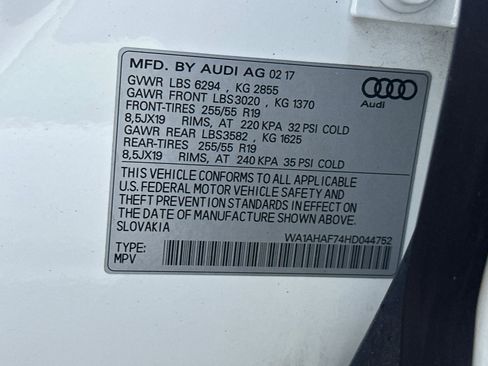 MFD. BY AUDI AG 02 17
GVWR LBS 6294 , KG 2855
GAWR FRONT LBS3020 , KG 1370
FRONT-TIRES 255/55 R19
8,5JX19 RIMS, AT 220 KPA 32 PSI COLD
GAWR REAR LBS3582 , KG 1625
REAR-TIRES 255/55 R19
8,5JX19 RIMS, AT 240 KPA 35 PSI COLD
Audi
THIS VEHICLE CONFORMS TO ALL APPLICABLE
U.S. FEDERAL MOTOR VEHICLE SAFETY AND
THEFT PREVENTION STANDARDS IN EFFECT ON
THE DATE OF MANUFACTURE SHOWN ABOVE.
SLOVAKIA
WA1AHAF74HD044752
TYPE:
MPV